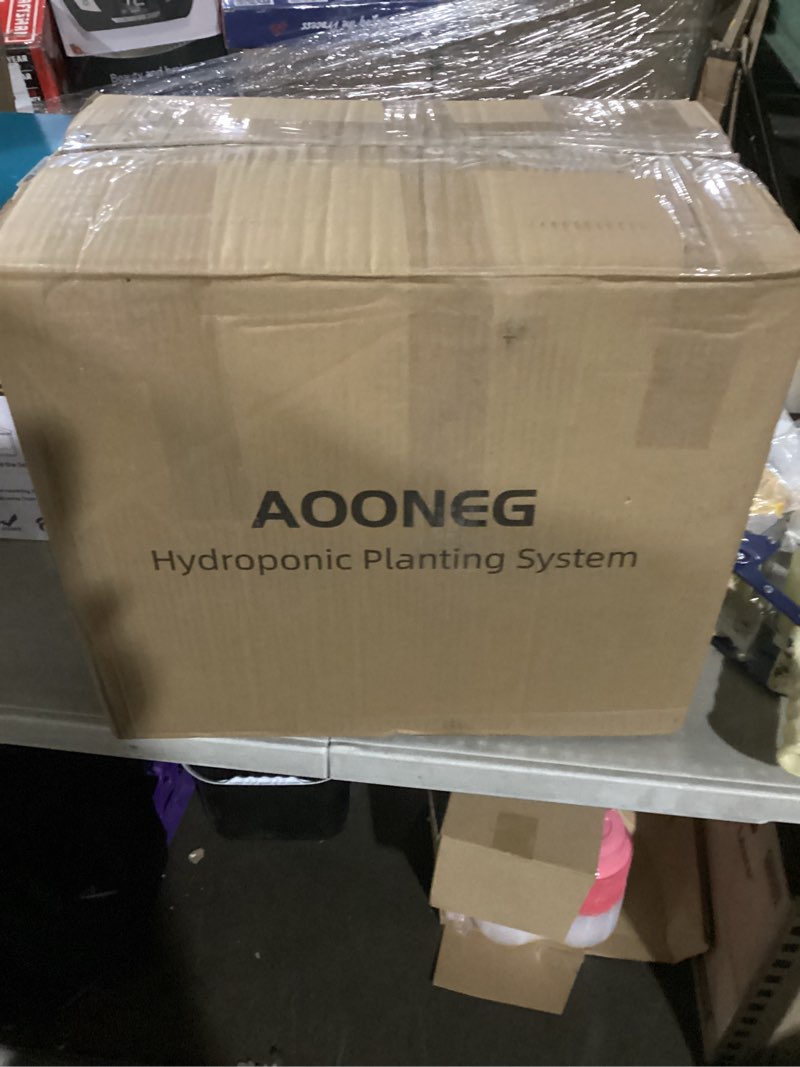 AOONEG
Hydroponic Planting System